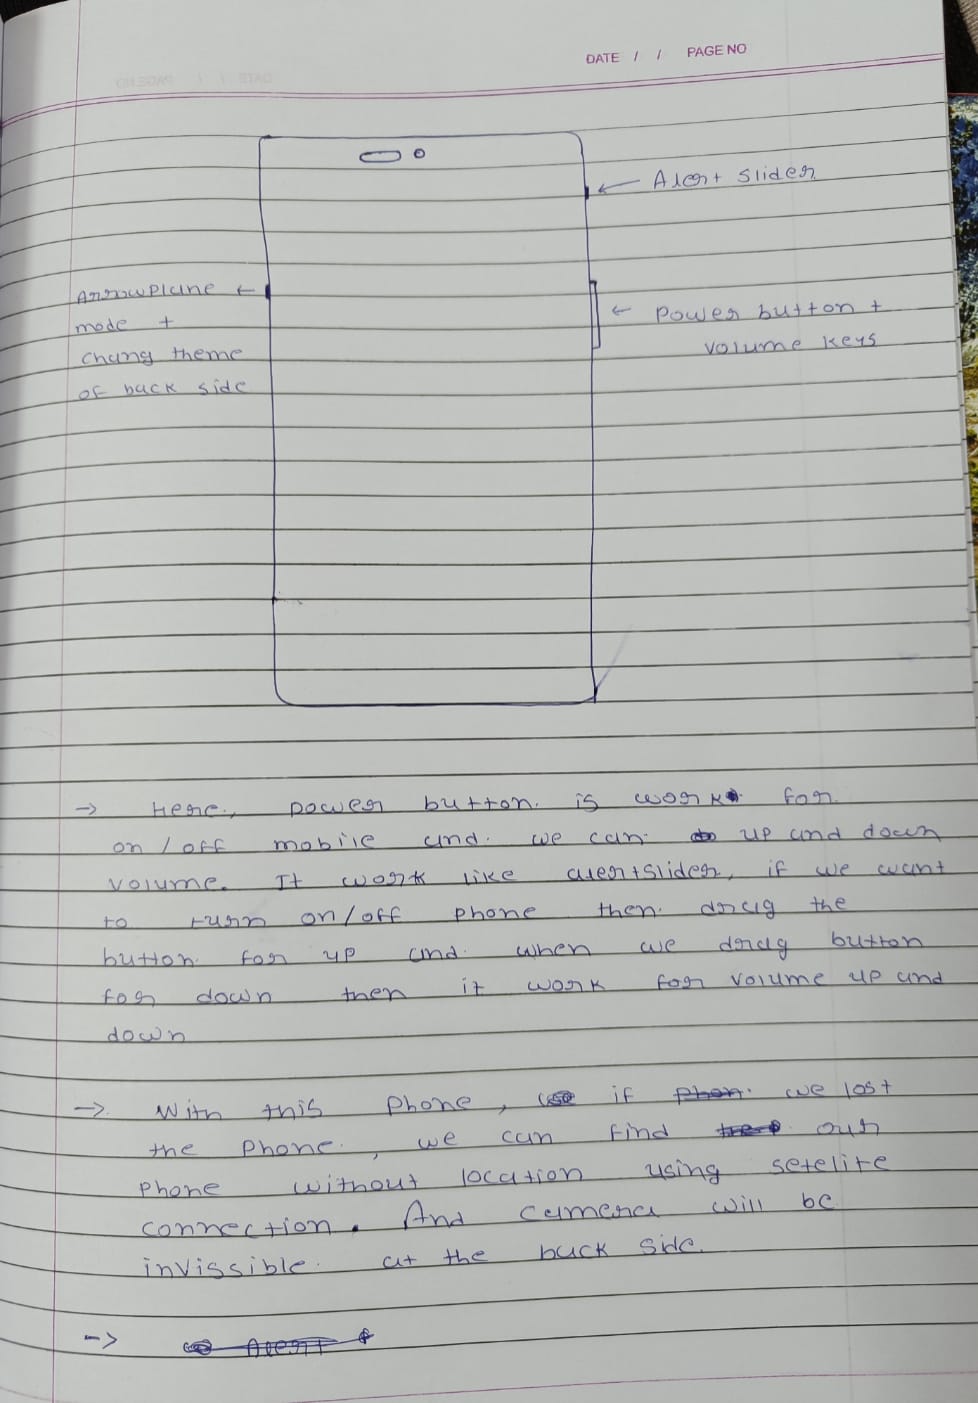 DATE / / PAGE NO
Alert slider
Arrowplane
mode +
chang theme
of back side
Power button +
volume keys
→ Here, power button is work for
on / off mobile and we can up and down
volume. It work like alertslider, if we want
to turn on/off phone then drag the
button for up and when we drag button
for down then it work for volume up and
down
→ With this phone, if we lost
the phone, we can find our
phone without location using setelite
connection. And camera will be
invissible at the back side.
→